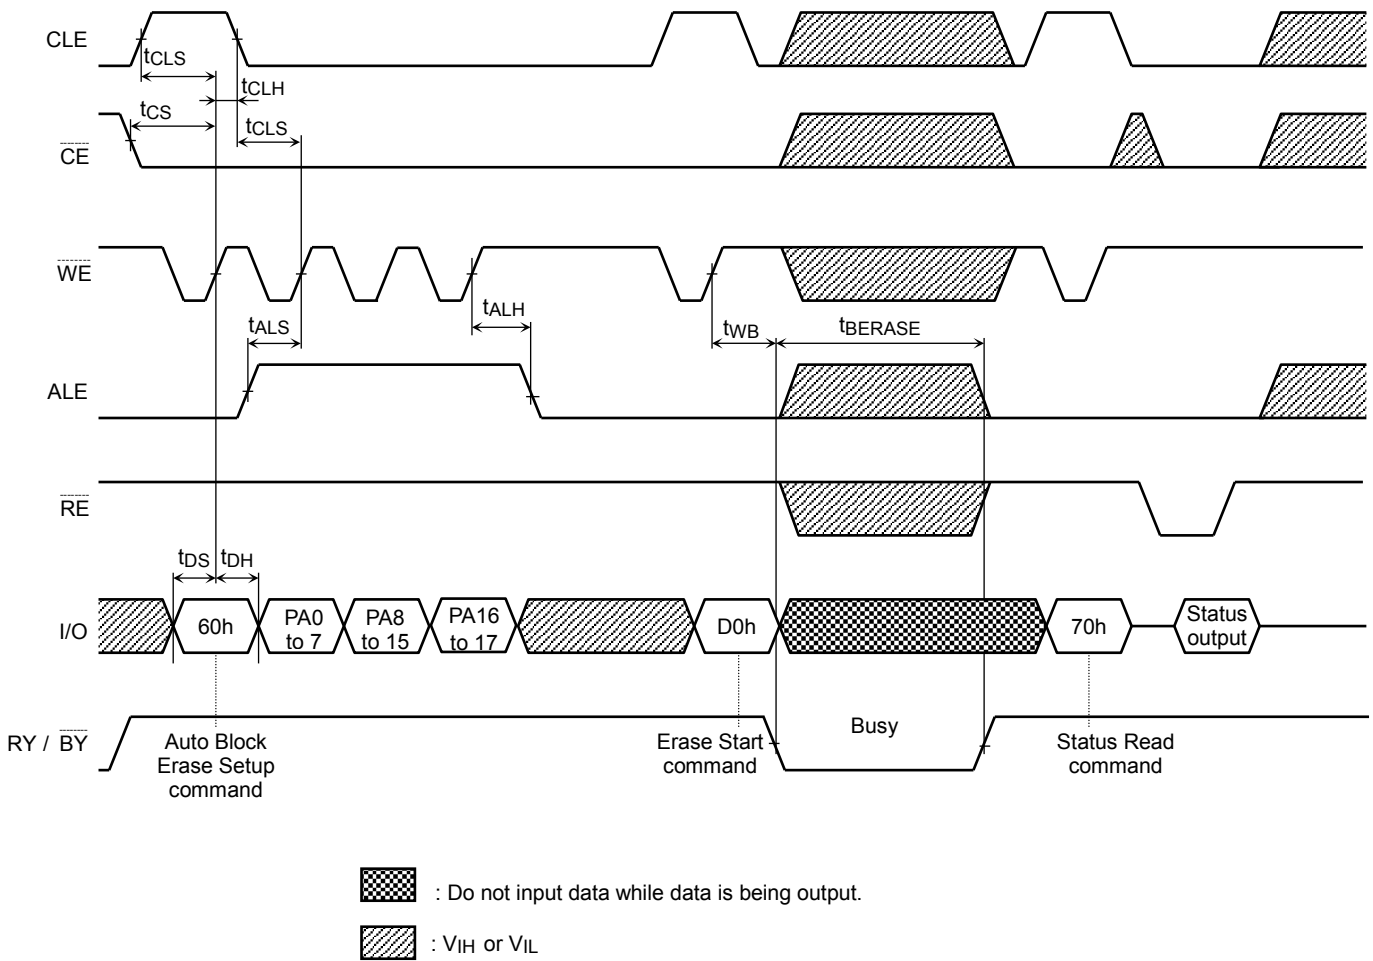 CLE
tCLS
tCLH
tCS
tCLS
CE
WE
tALH
tALS
tWB
tBERASE
ALE
RE
tDS
tDH
I/O
60h
PA0
to 7
PA8
to 15
PA16
to 17
D0h
70h
Status
output
RY / BY
Busy
Auto Block
Erase Setup
command
Erase Start
command
Status Read
command
: Do not input data while data is being output.
: VIH or VIL